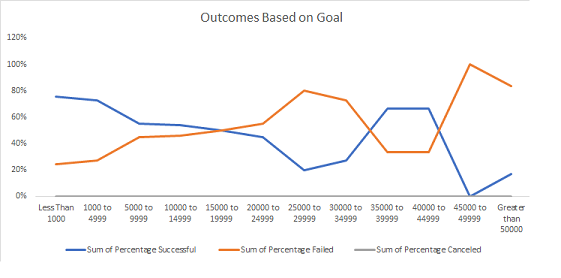 Outcomes Based on Goal
120%
100%
80%
60%
40%
20%
0%
Less Than 1000 to 5000 to 10000 to 15000 to 20000 to 25000 to 30000 to 35000 to 40000 to 45000 to Greater
1000 4999 9999 14999 19999 24999 29999 34999 39999 44999 49999 than
50000
Sum of Percentage Successful Sum of Percentage Failed Sum of Percentage Canceled